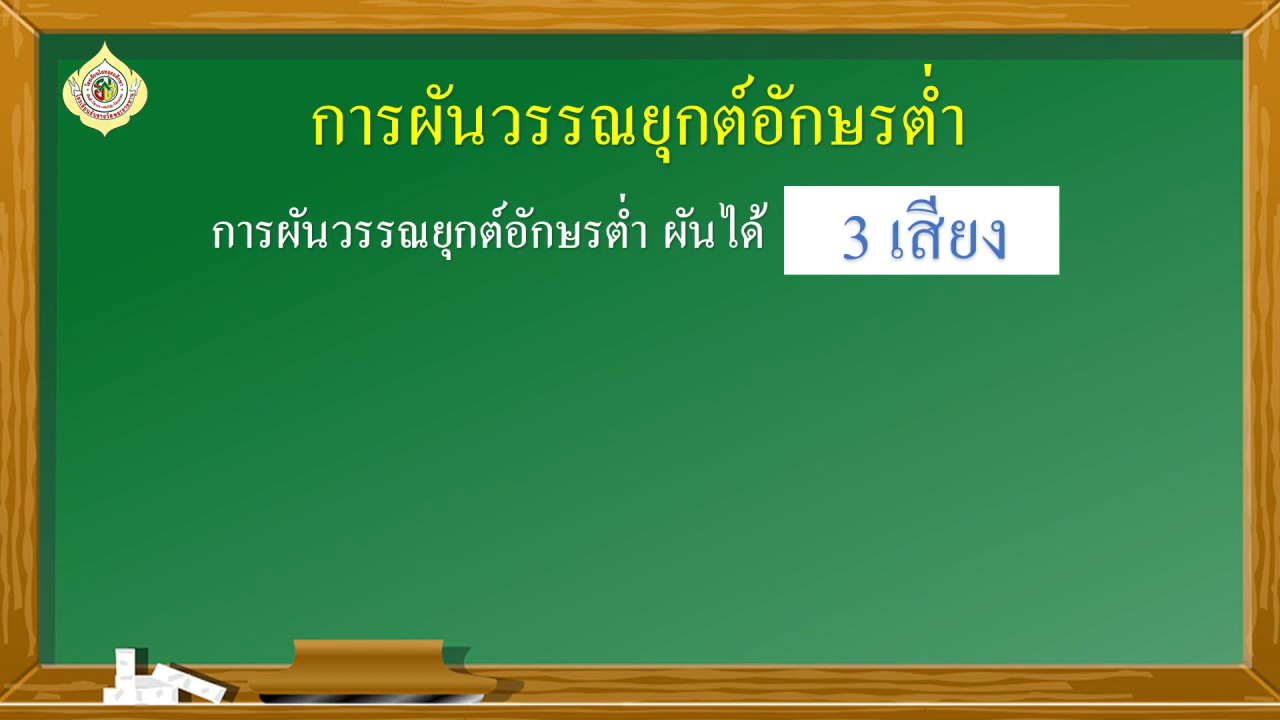 การผันวรรณยุกต์อักษรต่ำ
การผันวรรณยุกต์อักษรต่ำ ผันได้ 3 เสียง